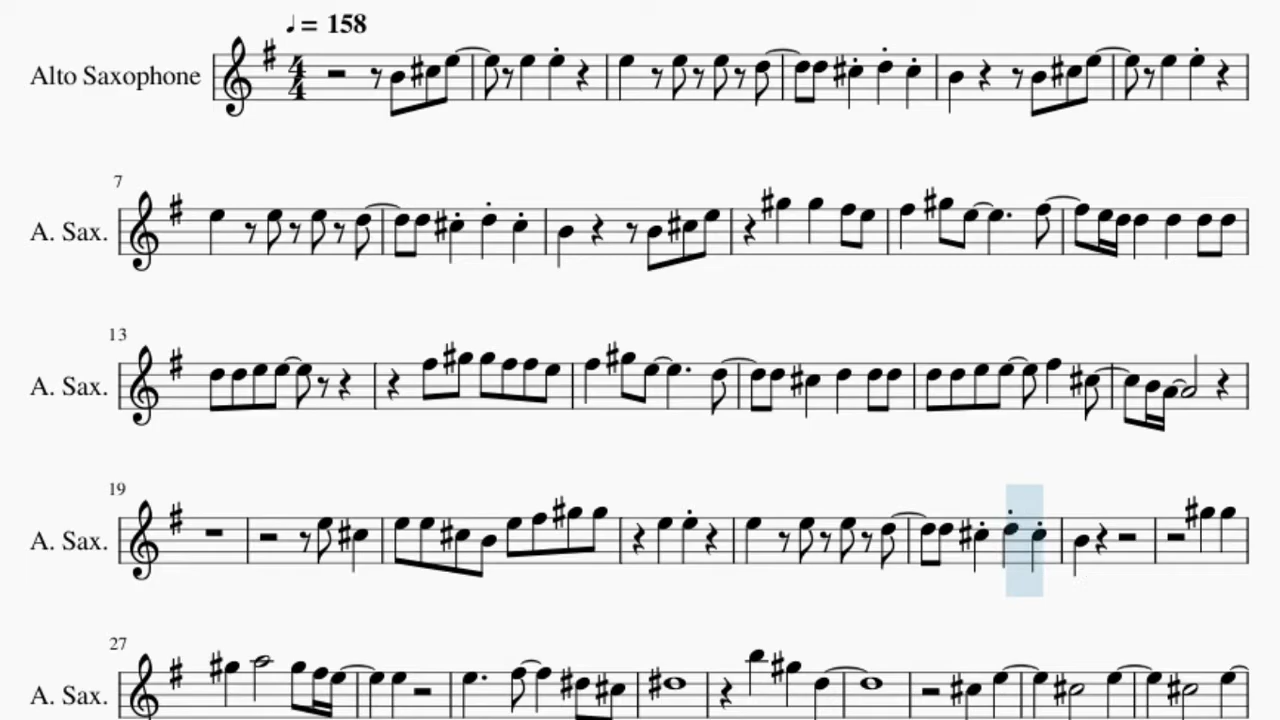 ♩= 158
Alto Saxophone
4
4
7
A. Sax.
13
A. Sax.
19
A. Sax.
27
A. Sax.